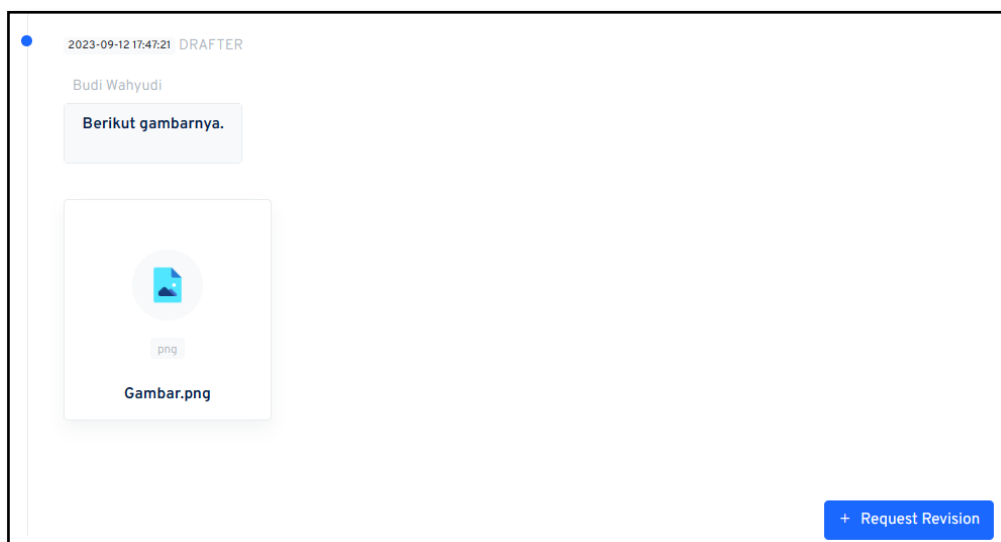 2023-09-12 17:47:21 DRAFTER
Budi Wahyudi
Berikut gambarnya.
png
Gambar.png
+ Request Revision